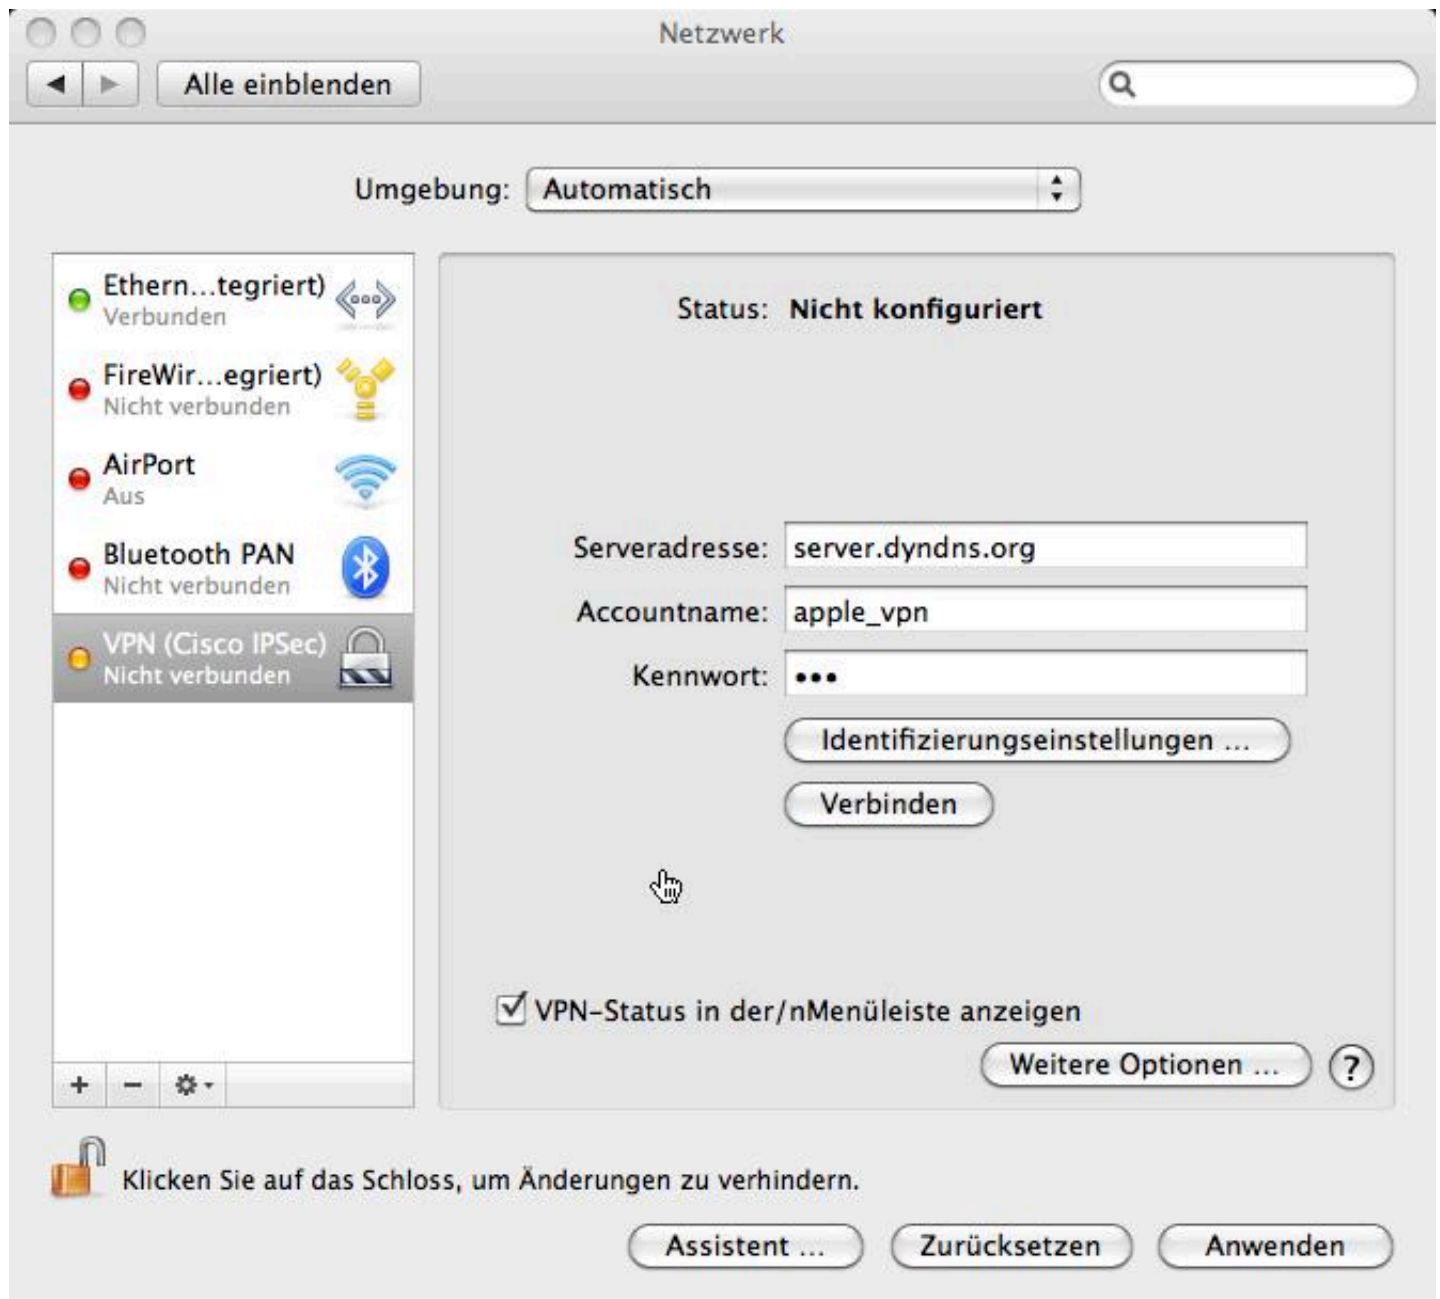 Netzwerk
Alle einblenden
Umgebung: Automatisch
Ethern...tegriert)
Verbunden
FireWir...egriert)
Nicht verbunden
AirPort
Aus
Bluetooth PAN
Nicht verbunden
VPN (Cisco IPSec)
Nicht verbunden
Status: Nicht konfiguriert
Serveradresse: server.dyndns.org
Accountname: apple_vpn
Kennwort: •••
Identifizierungseinstellungen ...
Verbinden
VPN-Status in der/nMenüleiste anzeigen
Weitere Optionen ... ?
Klicken Sie auf das Schloss, um Änderungen zu verhindern.
Assistent ... Zurücksetzen Anwenden